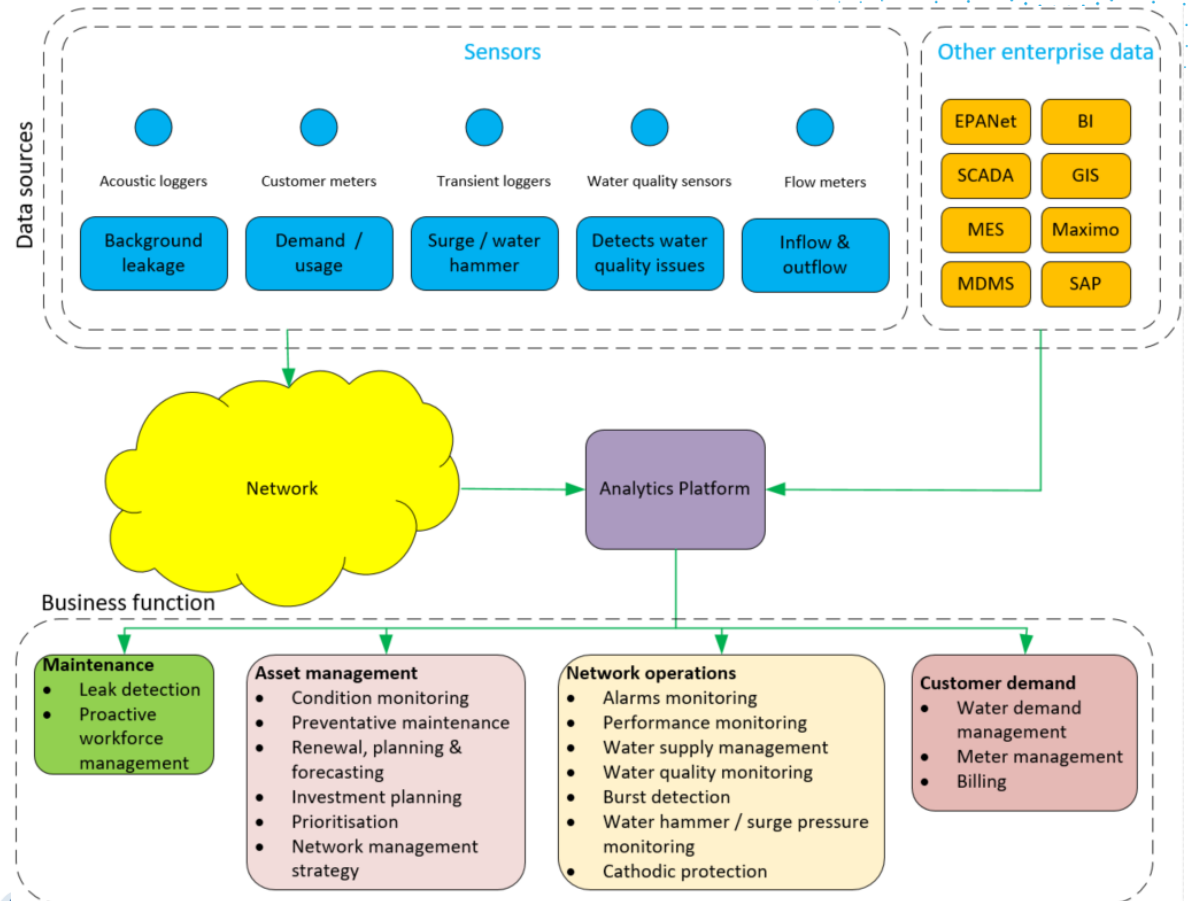 Data sources
Sensors
Acoustic loggers
Customer meters
Transient loggers
Water quality sensors
Flow meters
Background
leakage
Demand /
usage
Surge / water
hammer
Detects water
quality issues
Inflow &
outflow
Other enterprise data
EPANet
BI
SCADA
GIS
MES
Maximo
MDMS
SAP
Network
Analytics Platform
Business function
Maintenance
• Leak detection
• Proactive
workforce
management
Asset management
• Condition monitoring
• Preventative maintenance
• Renewal, planning &
forecasting
• Investment planning
• Prioritisation
• Network management
strategy
Network operations
• Alarms monitoring
• Performance monitoring
• Water supply management
• Water quality monitoring
• Burst detection
• Water hammer / surge pressure
monitoring
• Cathodic protection
Customer demand
• Water demand
management
• Meter management
• Billing